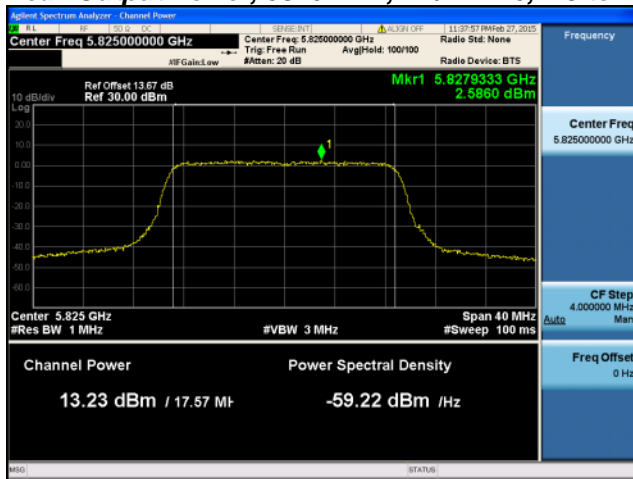 Agilent Spectrum Analyzer - Channel Power
RL RF 50 Ω DC SENSE:INT ALIGN OFF 11:37:57 PMFeb 27, 2015
Center Freq 5.825000000 GHz
Center Freq: 5.825000000 GHz
Radio Std: None
Trig: Free Run Avg|Hold: 100/100
#IFGain:Low #Atten: 20 dB Radio Device: BTS
Frequency
Mkr1 5.8279333 GHz
2.5860 dBm
Ref Offset 13.67 dB
10 dB/div Ref 30.00 dBm
Log
20.0
10.0
0.00
-10.0
-20.0
-30.0
-40.0
-50.0
-60.0
1
Center Freq
5.825000000 GHz
Center 5.825 GHz Span 40 MHz
#Res BW 1 MHz #VBW 3 MHz #Sweep 100 ms
CF Step
4.000000 MHz
Auto Man
Channel Power Power Spectral Density
13.23 dBm / 17.57 MH -59.22 dBm /Hz
Freq Offset
0 Hz
MSG STATUS